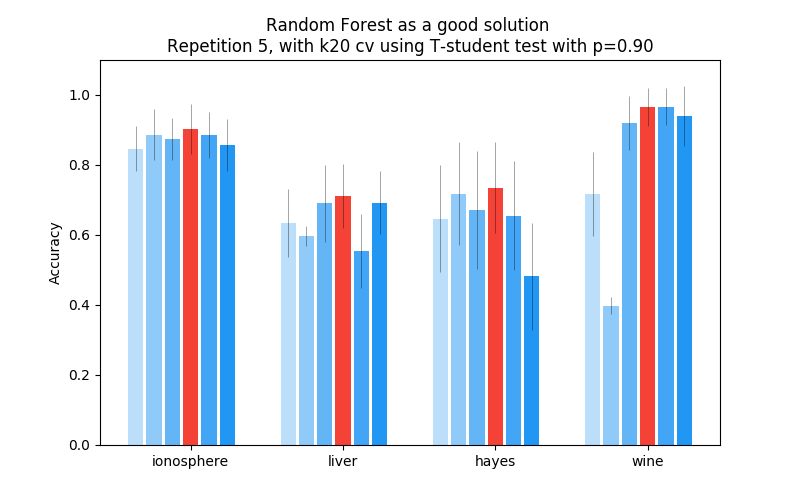 Random Forest as a good solution
Repetition 5, with k20 cv using T-student test with p=0.90
Accuracy
1.0
0.8
0.6
0.4
0.2
0.0
ionosphere
liver
hayes
wine